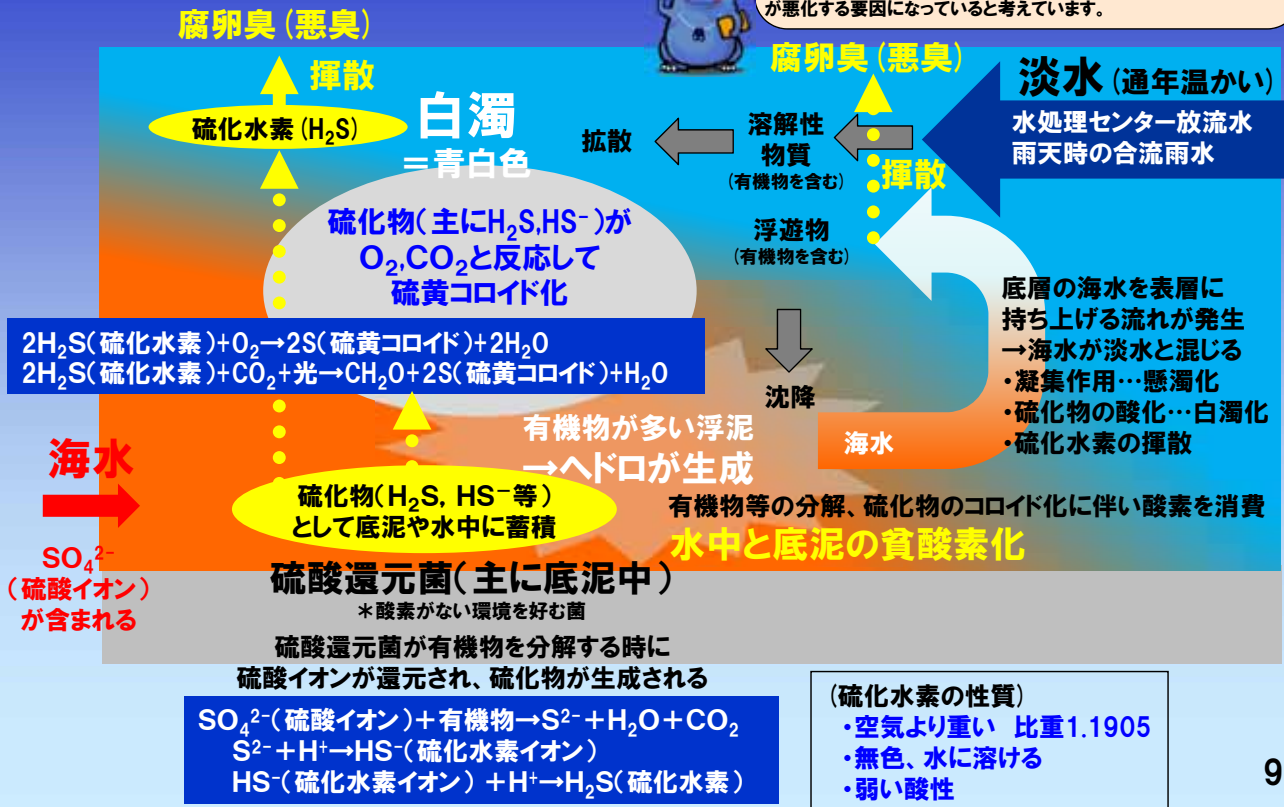 が悪化する要因になっていると考えています。
腐卵臭(悪臭)
揮散
硫化水素(H₂S)
白濁
＝青白色
硫化物(主にH₂S,HS⁻)が
O₂,CO₂と反応して
硫黄コロイド化
拡散
溶解性
物質
(有機物を含む)
浮遊物
(有機物を含む)
沈降
腐卵臭(悪臭)
揮散
淡水(通年温かい)
水処理センター放流水
雨天時の合流雨水
底層の海水を表層に
持ち上げる流れが発生
→海水が淡水と混じる
・凝集作用…懸濁化
・硫化物の酸化…白濁化
・硫化水素の揮散
2H₂S(硫化水素)+O₂→2S(硫黄コロイド)+2H₂O
2H₂S(硫化水素)+CO₂+光→CH₂O+2S(硫黄コロイド)+H₂O
有機物が多い浮泥
→ヘドロが生成
海水
海水
SO₄²⁻
(硫酸イオン)
が含まれる
硫化物(H₂S, HS⁻等)
として底泥や水中に蓄積
有機物等の分解、硫化物のコロイド化に伴い酸素を消費
水中と底泥の貧酸素化
硫酸還元菌(主に底泥中)
＊酸素がない環境を好む菌
硫酸還元菌が有機物を分解する時に
硫酸イオンが還元され、硫化物が生成される
SO₄²⁻(硫酸イオン)＋有機物→S²⁻＋H₂O＋CO₂
S²⁻＋H⁺→HS⁻(硫化水素イオン)
HS⁻(硫化水素イオン)＋H⁺→H₂S(硫化水素)
(硫化水素の性質)
・空気より重い 比重1.1905
・無色、水に溶ける
・弱い酸性
9